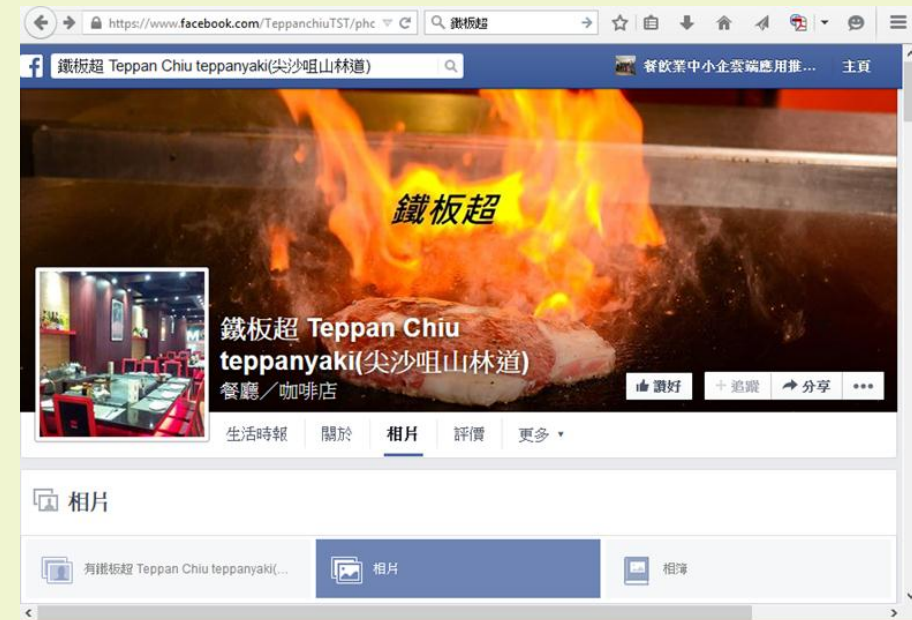 https://www.facebook.com/TeppanchiuTST/phc
鐵板超
鐵板超 Teppan Chiu teppanyaki(尖沙咀山林道)
餐飲業中小企雲端應用推...
主頁
鐵板超
鐵板超 Teppan Chiu
teppanyaki(尖沙咀山林道)
餐廳／咖啡店
讚好
+ 追蹤
分享
生活時報
關於
相片
評價
更多
相片
有鐵板超 Teppan Chiu teppanyaki(...
相片
相簿